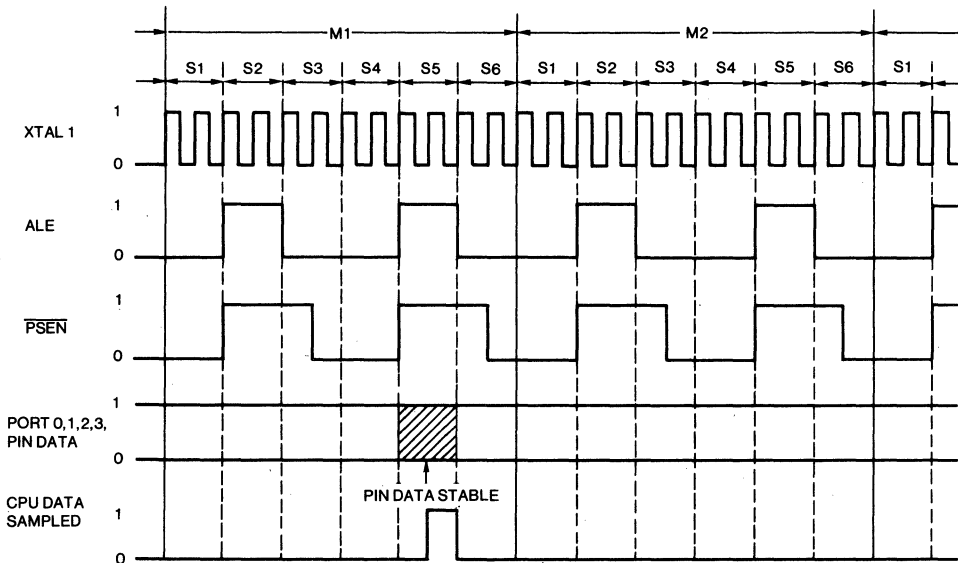 M1 M2
S1 S2 S3 S4 S5 S6 S1 S2 S3 S4 S5 S6 S1
XTAL 1 1 0
ALE 1 0
PSEN 1 0
PORT 0,1,2,3,
PIN DATA
1 0
PIN DATA STABLE
CPU DATA
SAMPLED
1 0